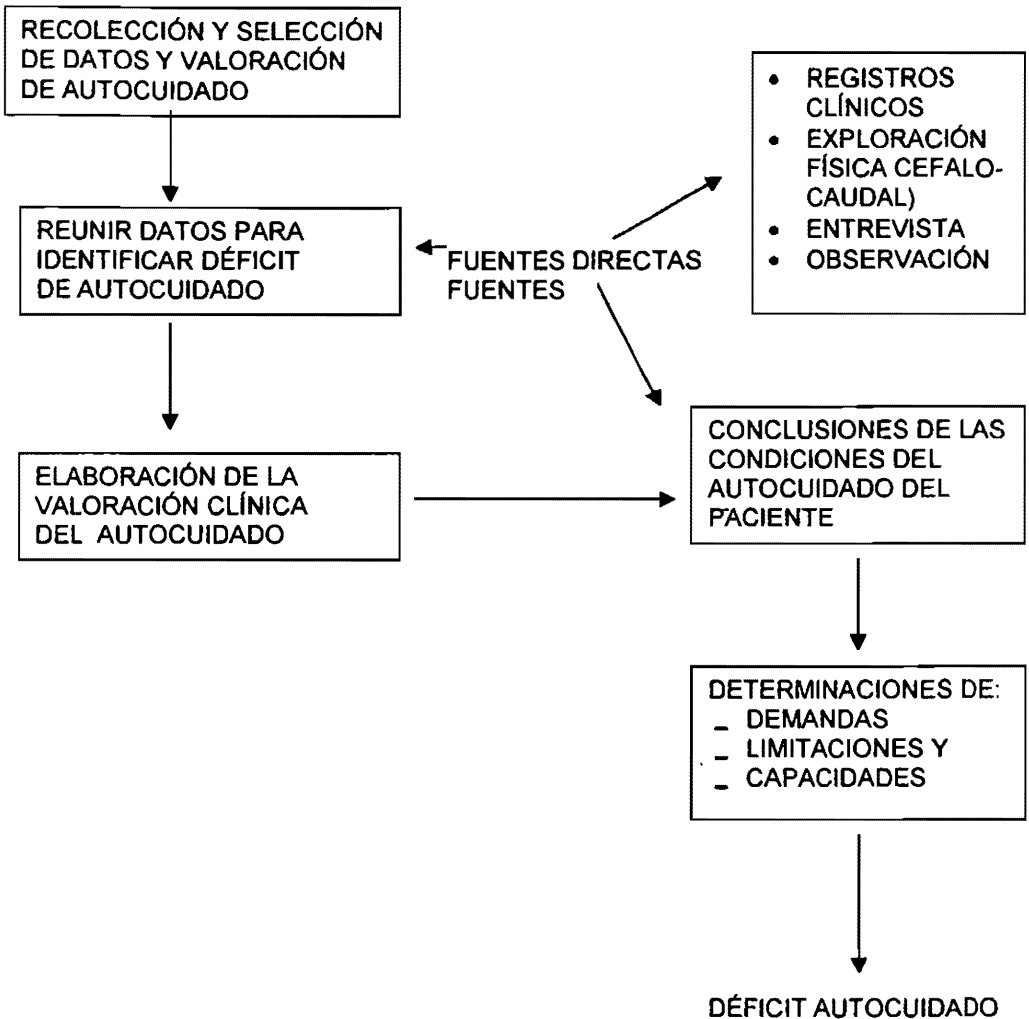 RECOLECCIÓN Y SELECCIÓN
DE DATOS Y VALORACIÓN
DE AUTOCUIDADO
REUNIR DATOS PARA
IDENTIFICAR DÉFICIT
DE AUTOCUIDADO
FUENTES DIRECTAS
FUENTES
• REGISTROS
CLÍNICOS
• EXPLORACIÓN
FÍSICA CEFALO-
CAUDAL)
• ENTREVISTA
• OBSERVACIÓN
ELABORACIÓN DE LA
VALORACIÓN CLÍNICA
DEL AUTOCUIDADO
CONCLUSIONES DE LAS
CONDICIONES DEL
AUTOCUIDADO DEL
PACIENTE
DETERMINACIONES DE:
– DEMANDAS
– LIMITACIONES Y
– CAPACIDADES
DÉFICIT AUTOCUIDADO